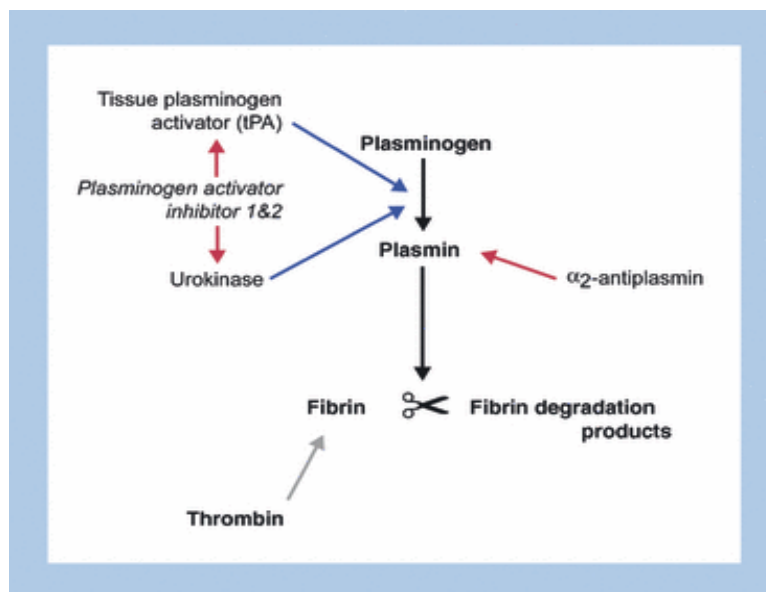 Tissue plasminogen
activator (tPA)
Plasminogen
Plasminogen activator
inhibitor 1&2
Plasmin
Urokinase
α2-antiplasmin
Fibrin
Fibrin degradation
products
Thrombin